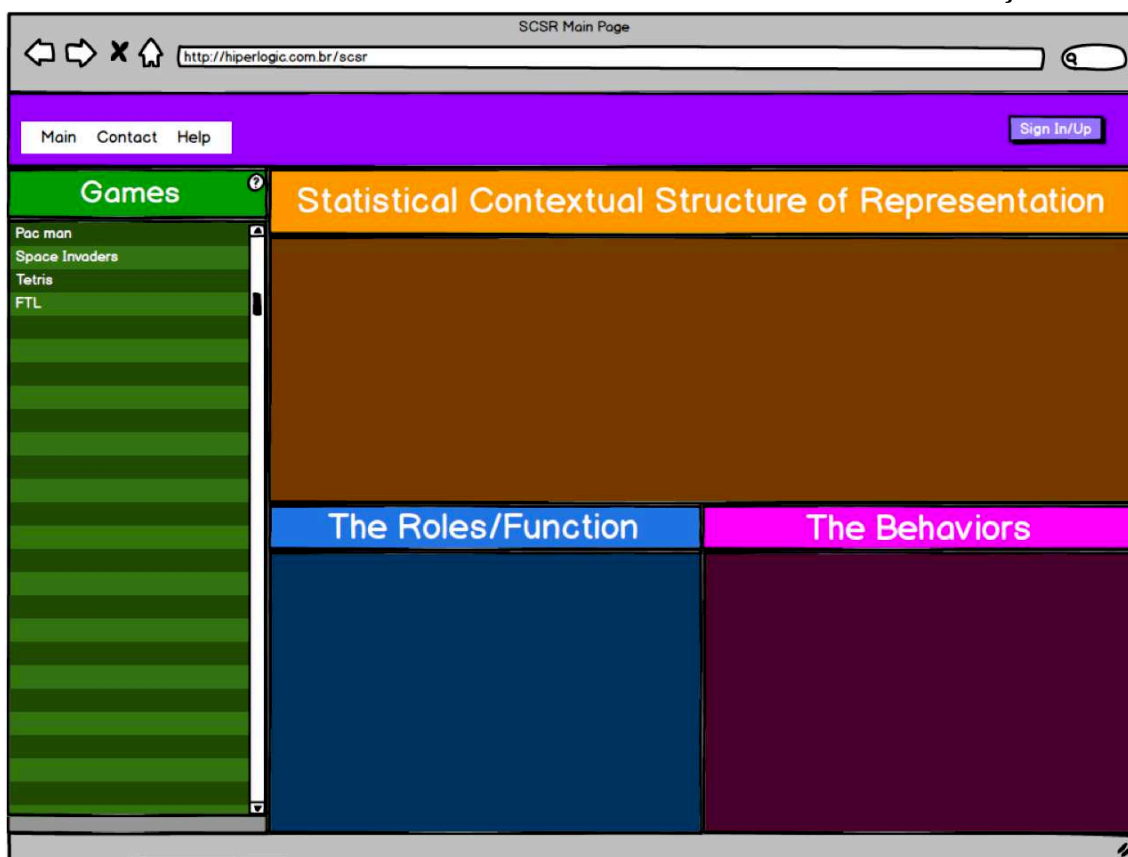 SCSR Main Page
http://hiperlogic.com.br/scsr
Main Contact Help
Sign In/Up
Games ?
Statistical Contextual Structure of Representation
Pac man
Space Invaders
Tetris
FTL
The Roles/Function
The Behaviors